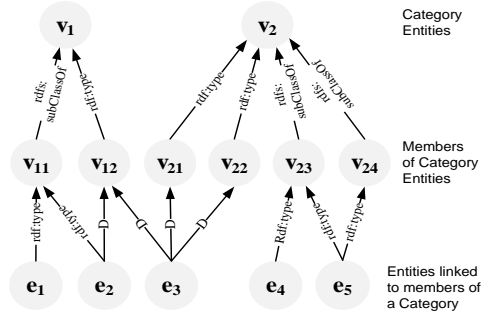 v1
v2
Category
Entities
rdfs:
subClassOf
rdf:type
rdf:type
rdf:type
rdfs:
subClassOf
rdfs:
subClassOf
v11
v12
v21
v22
v23
v24
Members
of Category
Entities
rdf:type
rdf:type
D
D
D
D
Rdf:type
rdf:type
rdf:type
e1
e2
e3
e4
e5
Entities linked
to members of
a Category